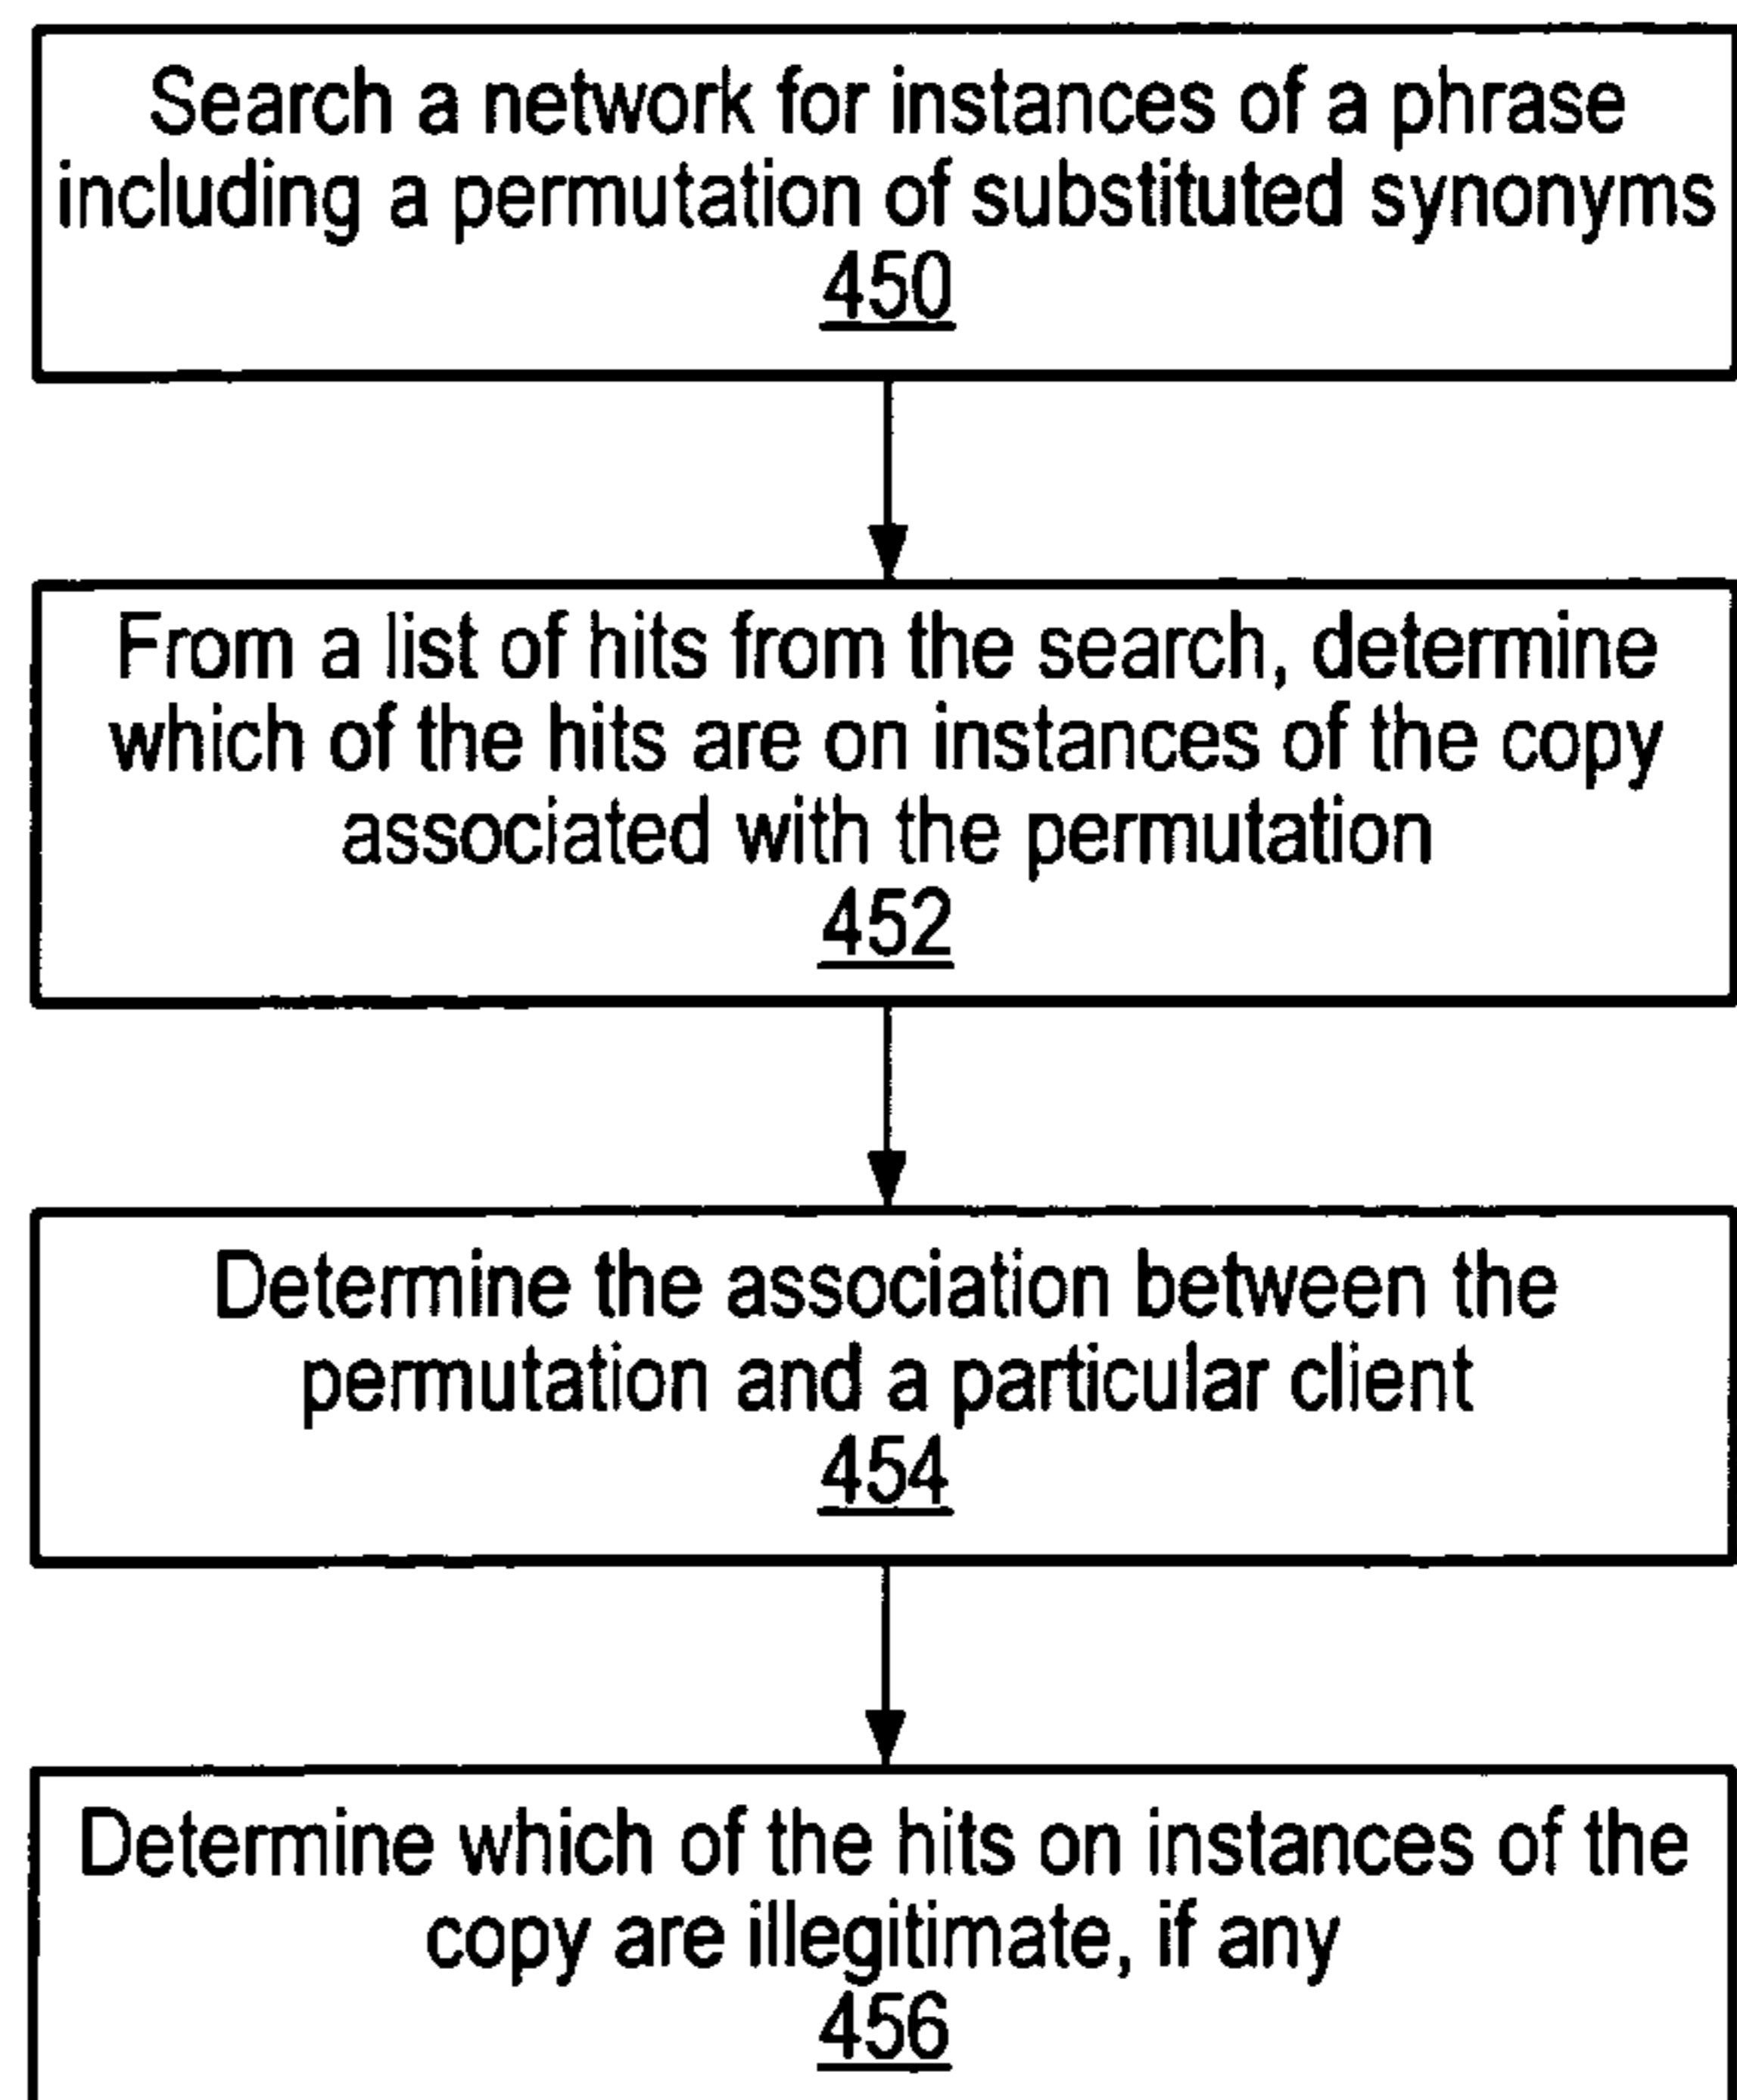 Search a network for instances of a phrase
including a permutation of substituted synonyms
450
From a list of hits from the search, determine
which of the hits are on instances of the copy
associated with the permutation
452
Determine the association between the
permutation and a particular client
454
Determine which of the hits on instances of the
copy are illegitimate, if any
456